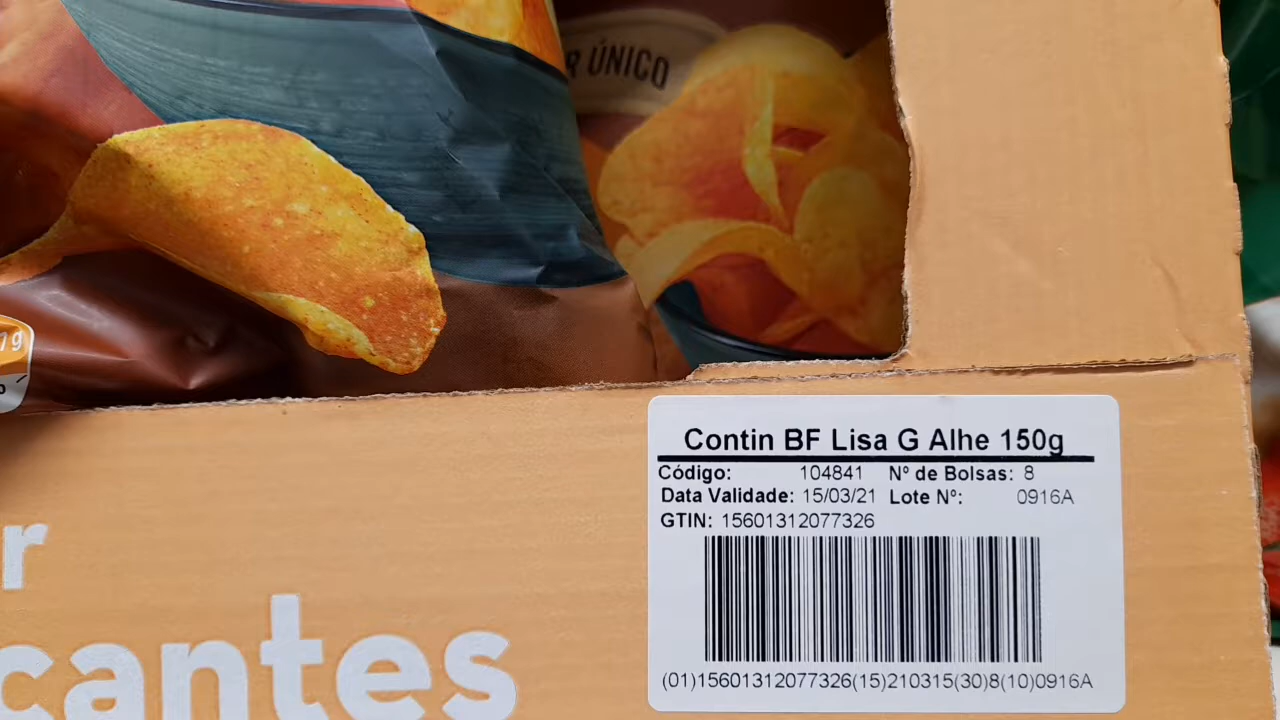 R ÚNICO
Contin BF Lisa G Alhe 150g
Código: 104841 Nº de Bolsas: 8
Data Validade: 15/03/21 Lote Nº: 0916A
GTIN: 15601312077326
(01)15601312077326(15)210315(30)8(10)0916A
r
cantes